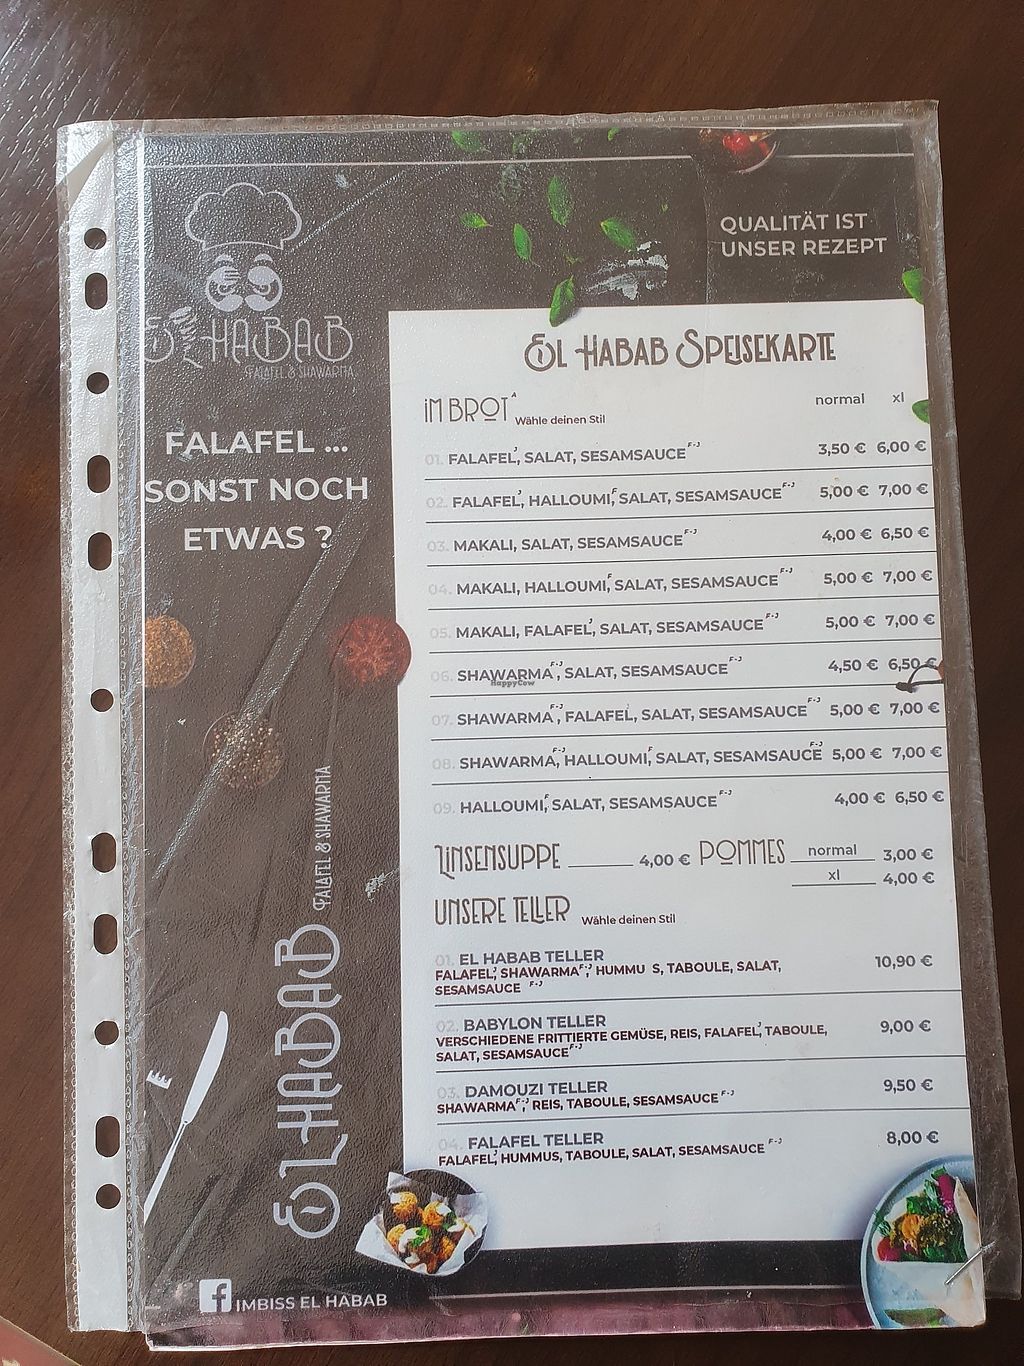 QUALITÄT IST
UNSER REZEPT
EL HABAB
FALAFEL & SHAWARMA
FALAFEL ...
SONST NOCH
ETWAS ?
EL HABAB SPEISEKARTE
iM BROT A Wähle deinen Stil normal xl
01. FALAFEL,J SALAT, SESAMSAUCE F-J 3,50 € 6,00 €
02. FALAFEL,J HALLOUMI,F SALAT, SESAMSAUCE F-J 5,00 € 7,00 €
03. MAKALI, SALAT, SESAMSAUCE F-J 4,00 € 6,50 €
04. MAKALI, HALLOUMI,F SALAT, SESAMSAUCE F-J 5,00 € 7,00 €
05. MAKALI, FALAFEL,J SALAT, SESAMSAUCE F-J 5,00 € 7,00 €
06. SHAWARMA F-J, SALAT, SESAMSAUCE F-J 4,50 € 6,50 €
HappyCow
07. SHAWARMA F-J, FALAFEL,J SALAT, SESAMSAUCE F-J 5,00 € 7,00 €
08. SHAWARMA,F-J HALLOUMI,F SALAT, SESAMSAUCE F-J 5,00 € 7,00 €
09. HALLOUMI,F SALAT, SESAMSAUCE F-J 4,00 € 6,50 €
LINSENSUPPE 4,00 € POMMES normal 3,00 €
xl 4,00 €
UNSERE TELLER Wähle deinen Stil
01. EL HABAB TELLER 10,90 €
FALAFEL,J SHAWARMA F-J, HUMMU S, TABOULE, SALAT,
SESAMSAUCE F-J
02. BABYLON TELLER 9,00 €
VERSCHIEDENE FRITTIERTE GEMÜSE, REIS, FALAFEL,J TABOULE,
SALAT, SESAMSAUCE F-J
03. DAMOUZI TELLER 9,50 €
SHAWARMA F-J, REIS, TABOULE, SESAMSAUCE F-J
04. FALAFEL TELLER 8,00 €
FALAFEL,J HUMMUS, TABOULE, SALAT, SESAMSAUCE F-J
EL HABAB FALAFEL & SHAWARMA
f IMBISS EL HABAB